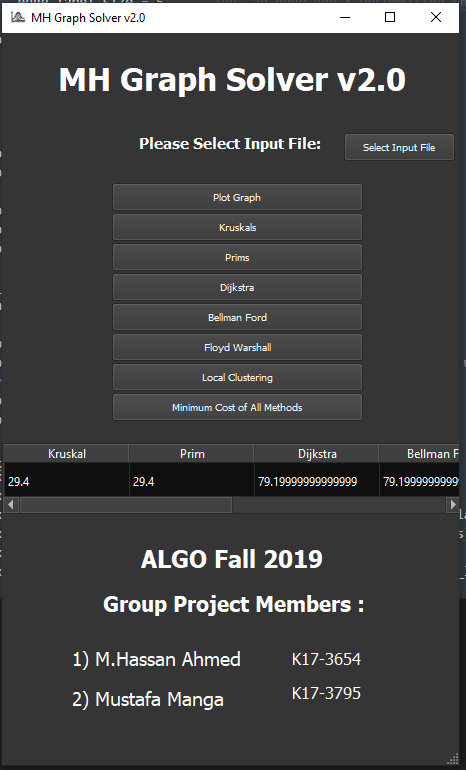 MH Graph Solver v2.0
MH Graph Solver v2.0
Please Select Input File: Select Input File
Plot Graph
Kruskals
Prims
Dijkstra
Bellman Ford
Floyd Warshall
Local Clustering
Minimum Cost of All Methods
Kruskal Prim Dijkstra Bellman F
29.4 29.4 79.19999999999999 79.1999999999
ALGO Fall 2019
Group Project Members :
1) M.Hassan Ahmed K17-3654
2) Mustafa Manga K17-3795